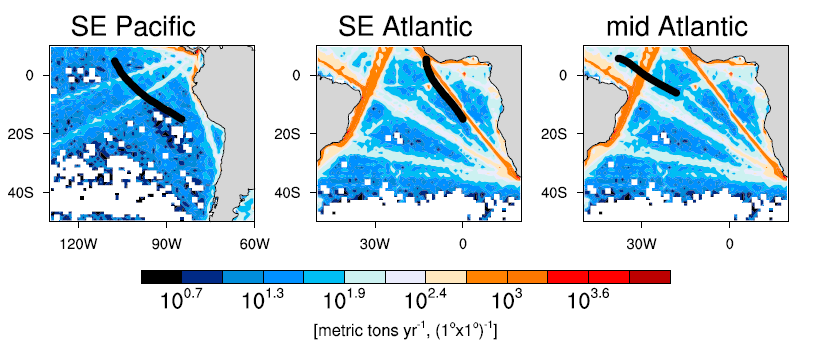 SE Pacific SE Atlantic mid Atlantic
0 0 0
20S 20S 20S
40S 40S 40S
120W 90W 60W 30W 0 30W 0
10^0.7 10^1.3 10^1.9 10^2.4 10^3 10^3.6
[metric tons yr^-1, (1°x1°)^-1]